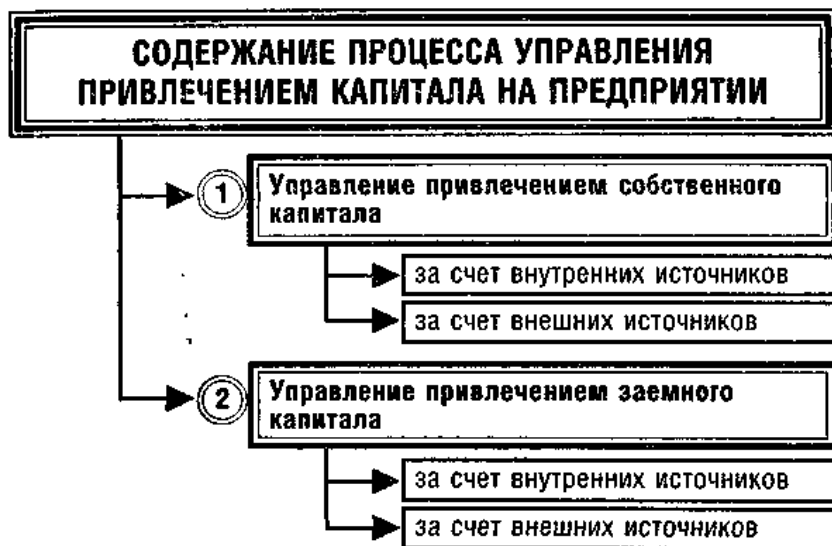 СОДЕРЖАНИЕ ПРОЦЕССА УПРАВЛЕНИЯ
ПРИВЛЕЧЕНИЕМ КАПИТАЛА НА ПРЕДПРИЯТИИ
1
Управление привлечением собственного
капитала
за счет внутренних источников
за счет внешних источников
2
Управление привлечением заемного
капитала
за счет внутренних источников
за счет внешних источников